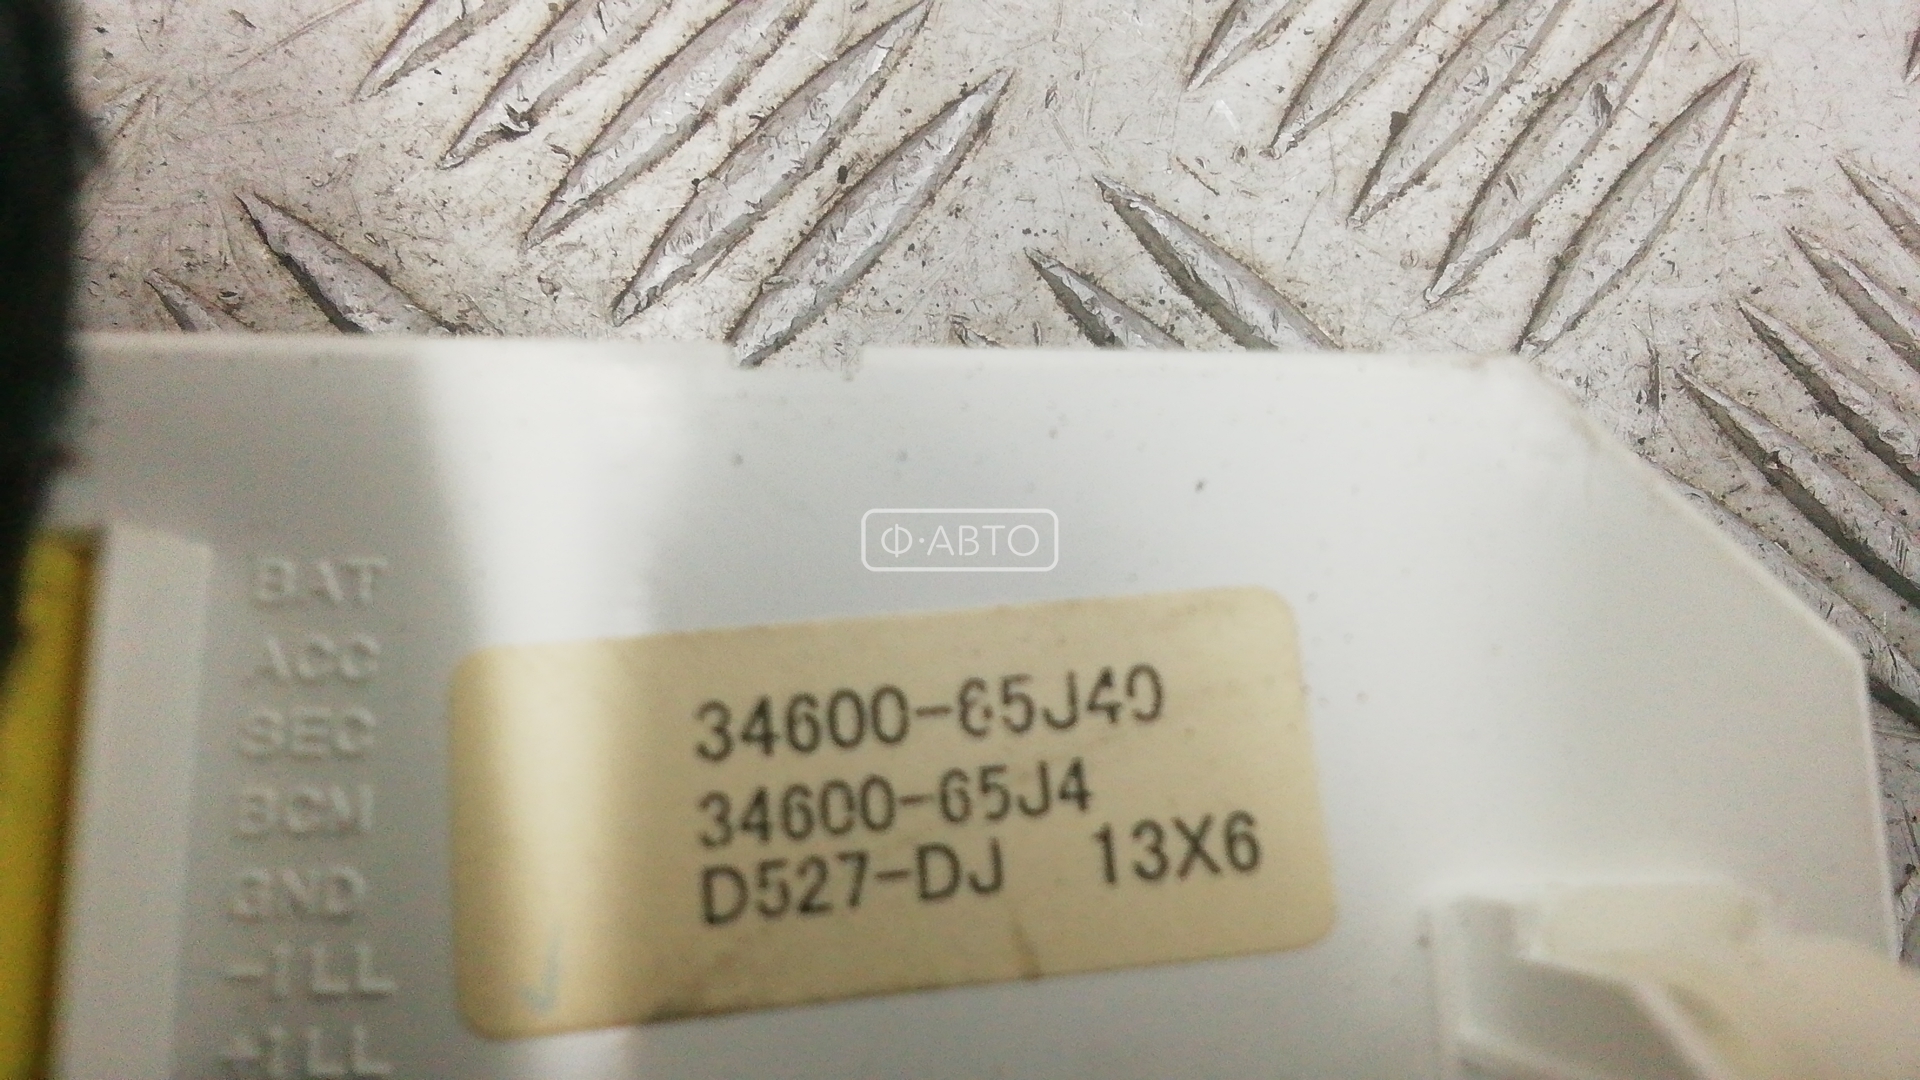 Ф·АВТО
BAT
ACC
SEC
BCM
GND
-ILL
+ILL
34600-65J40
34600-65J4
D527-DJ 13X6